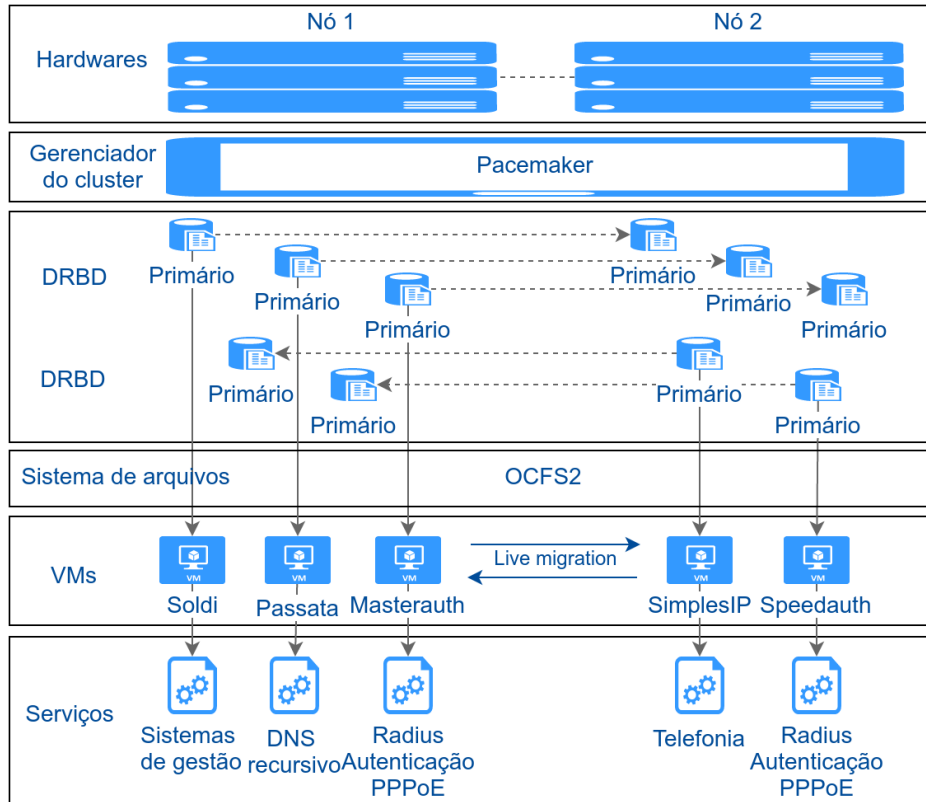 Nó 1
Nó 2
Hardwares
Gerenciador
do cluster
Pacemaker
DRBD
Primário
Primário
Primário
Primário
Primário
Primário
DRBD
Primário
Primário
Primário
Primário
Sistema de arquivos
OCFS2
VMs
VM
VM
VM
Live migration
VM
VM
Soldi
Passata
Masterauth
SimplesIP
Speedauth
Serviços
Sistemas
de gestão
DNS
recursivo
Radius
Autenticação
PPPoE
Telefonia
Radius
Autenticação
PPPoE